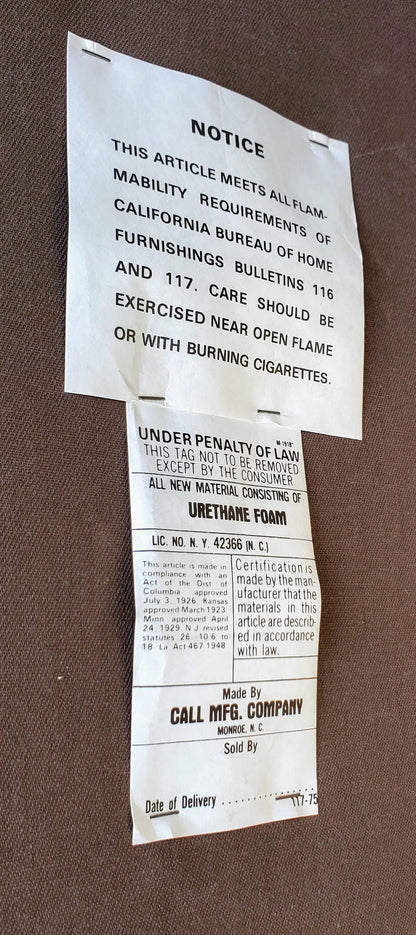 NOTICE
THIS ARTICLE MEETS ALL FLAM-
MABILITY REQUIREMENTS OF
CALIFORNIA BUREAU OF HOME
FURNISHINGS BULLETINS 116
AND 117. CARE SHOULD BE
EXERCISED NEAR OPEN FLAME
OR WITH BURNING CIGARETTES.
UNDER PENALTY OF LAW
THIS TAG NOT TO BE REMOVED
EXCEPT BY THE CONSUMER
ALL NEW MATERIAL CONSISTING OF
URETHANE FOAM
LIC. NO. N. Y. 42366 (N. C.)
This article is made in
compliance with an
Act of the Dist of
Columbia approved
July 3, 1926, Kansas
approved March 1923
Minn approved April
24, 1929 N J revised
statutes 26 10 6 to
18 La Act 467 1948
Certification is
made by the man-
ufacturer that the
materials in this
article are describ-
ed in accordance
with law.
Made By
CALL MFG. COMPANY
MONROE, N. C.
Sold By
Date of Delivery ..............